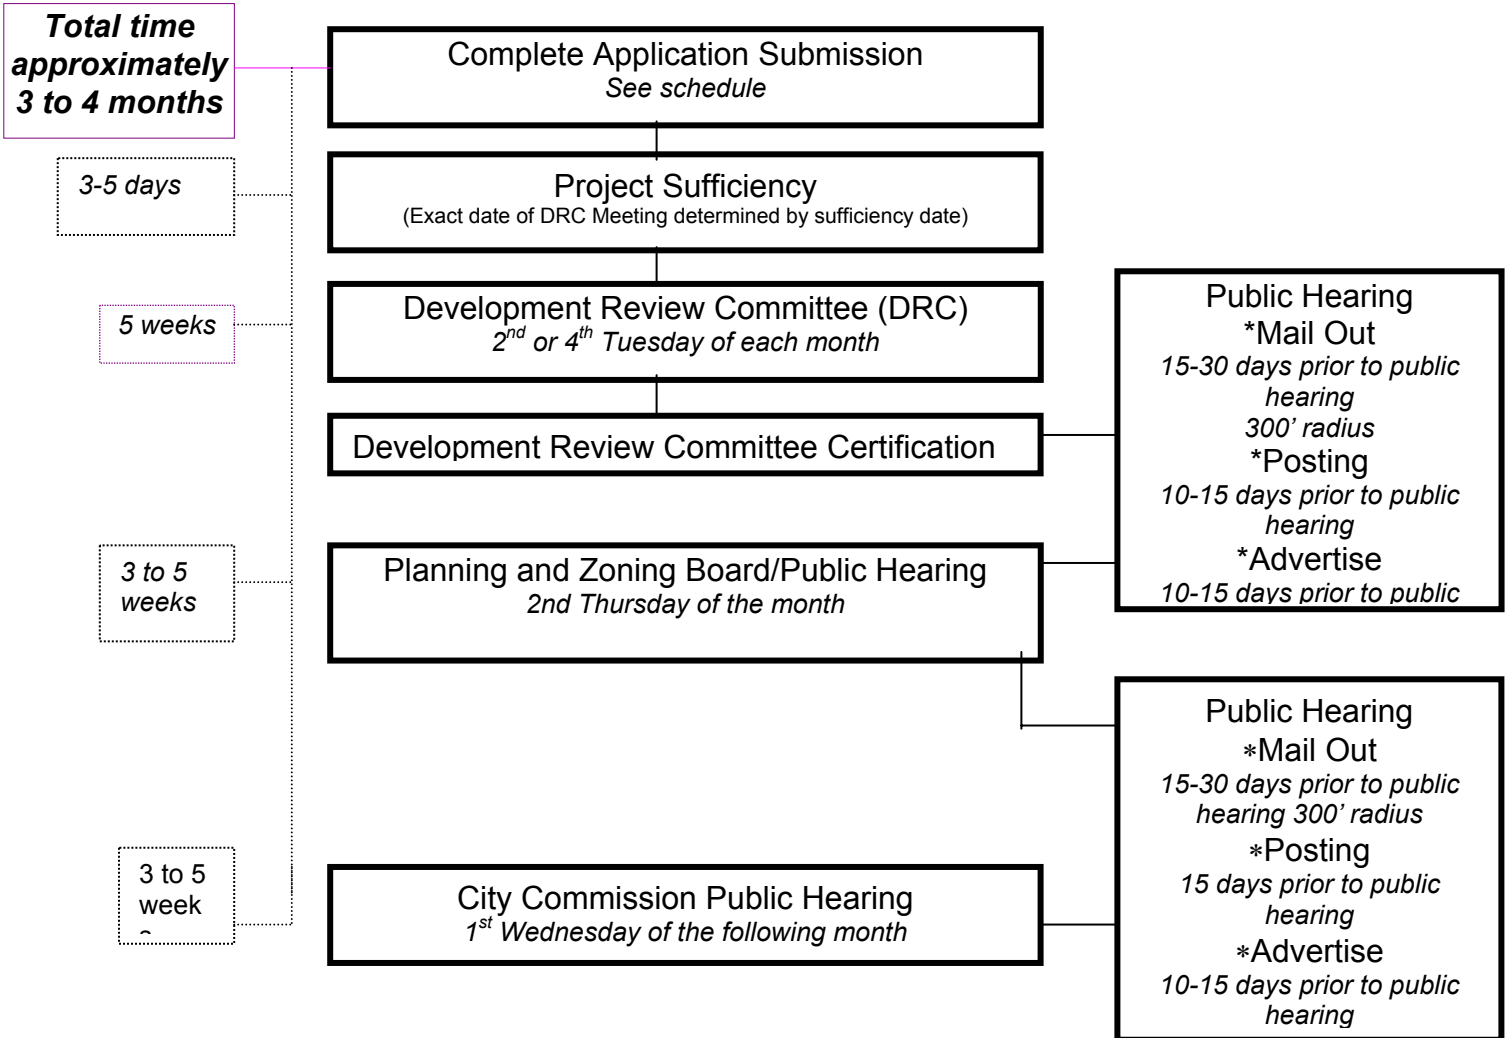 Total time
approximately
3 to 4 months
Complete Application Submission
See schedule
3-5 days
Project Sufficiency
(Exact date of DRC Meeting determined by sufficiency date)
5 weeks
Development Review Committee (DRC)
2nd or 4th Tuesday of each month
Development Review Committee Certification
Public Hearing
*Mail Out
15-30 days prior to public
hearing
300’ radius
*Posting
10-15 days prior to public
hearing
*Advertise
10-15 days prior to public
3 to 5
weeks
Planning and Zoning Board/Public Hearing
2nd Thursday of the month
Public Hearing
*Mail Out
15-30 days prior to public
hearing 300’ radius
*Posting
15 days prior to public
hearing
*Advertise
10-15 days prior to public
hearing
3 to 5
week
City Commission Public Hearing
1st Wednesday of the following month